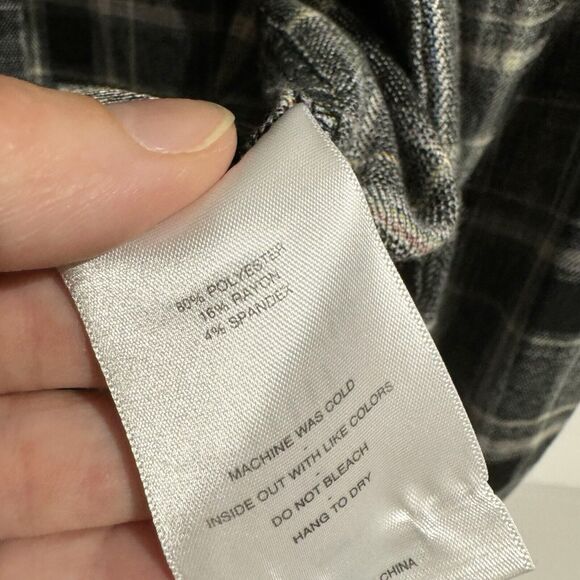 80% POLYESTER
16% RAYON
4% SPANDEX
MACHINE WAS COLD
INSIDE OUT WITH LIKE COLORS
DO NOT BLEACH
HANG TO DRY
CHINA